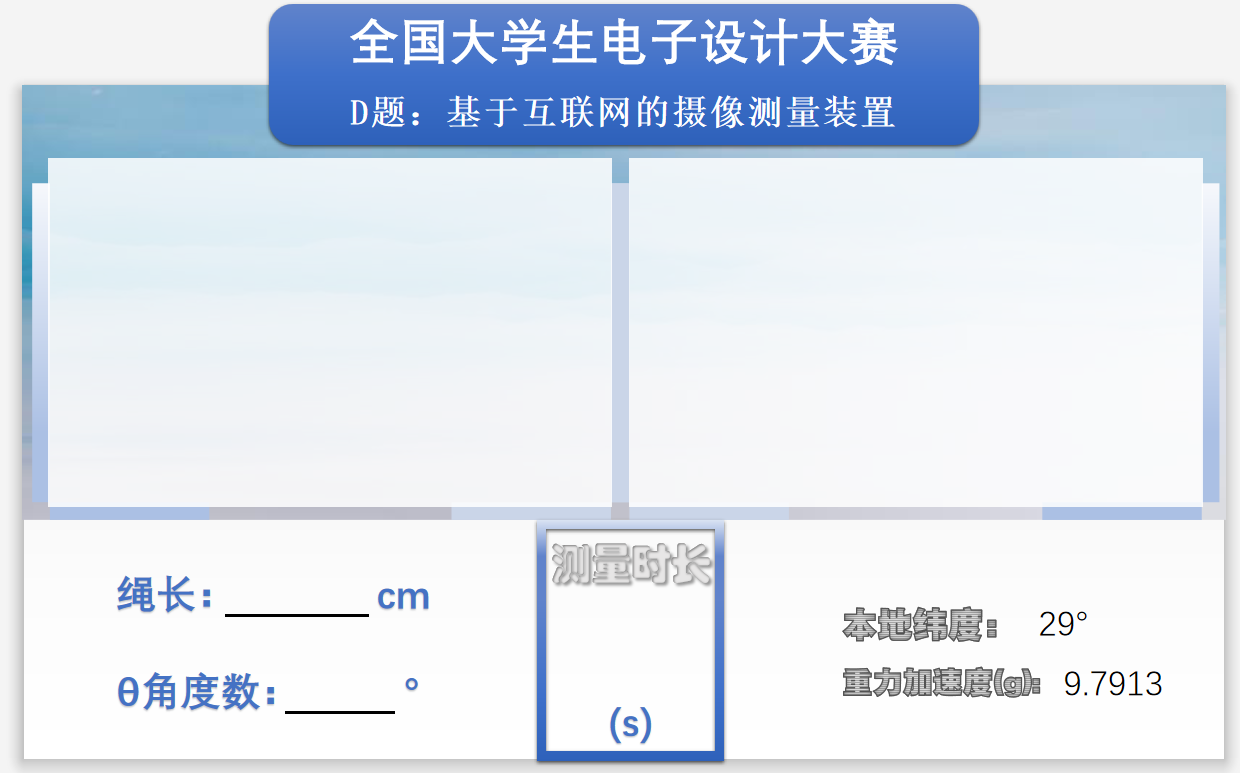 全国大学生电子设计大赛
D题：基于互联网的摄像测量装置
绳长：
cm
θ角度数：
°
测量时长
(s)
本地纬度： 29°
重力加速度(g): 9.7913